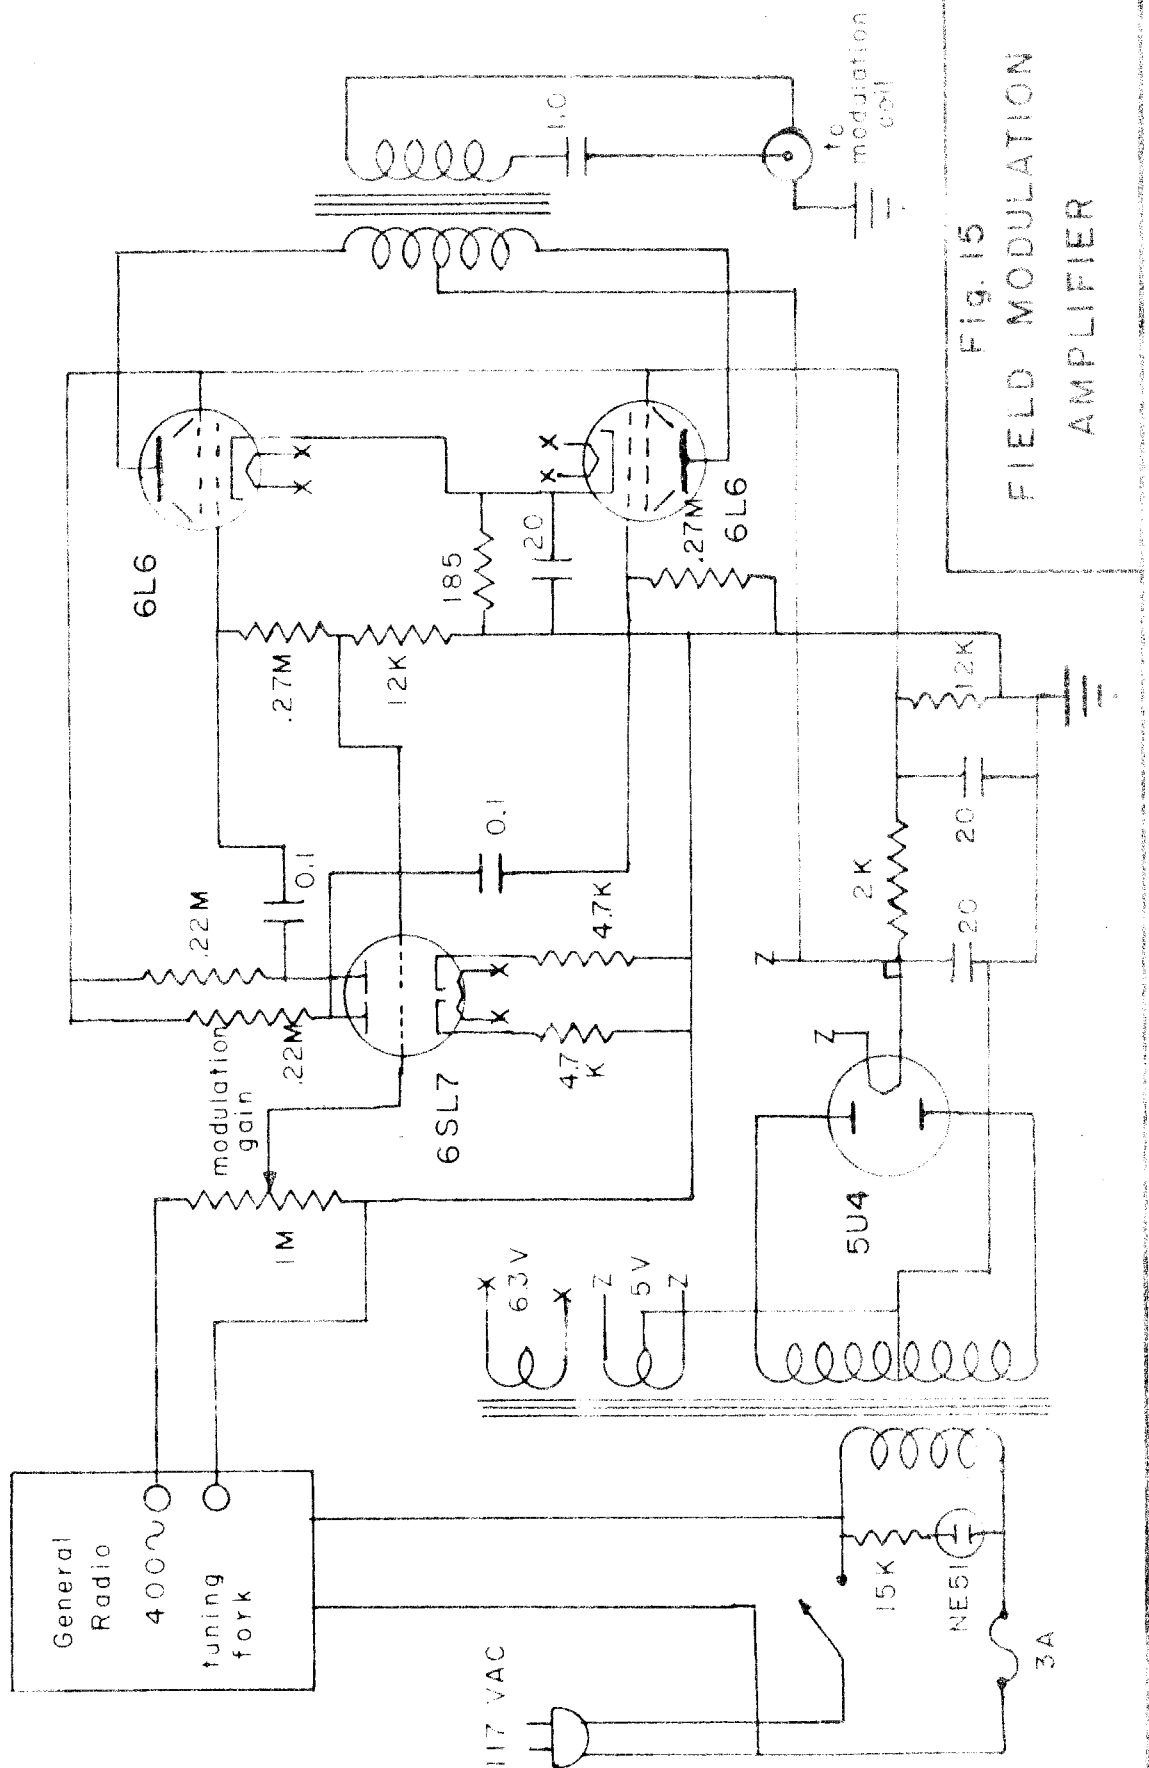 General
Radio
400~
tuning
fork
117 VAC
3A
NE51
15K
6.3V
5V
X
X
Z
Z
1M
modulation
gain
.22M
.22M
6SL7
0.1
0.1
4.7K
4.7
K
X
X
5U4
Z
Z
2K
20
20
12K
.27M
12K
6L6
X
X
185
20
X
X
.27M
6L6
1.0
to
modulation
coil
Fig. 15
FIELD MODULATION
AMPLIFIER